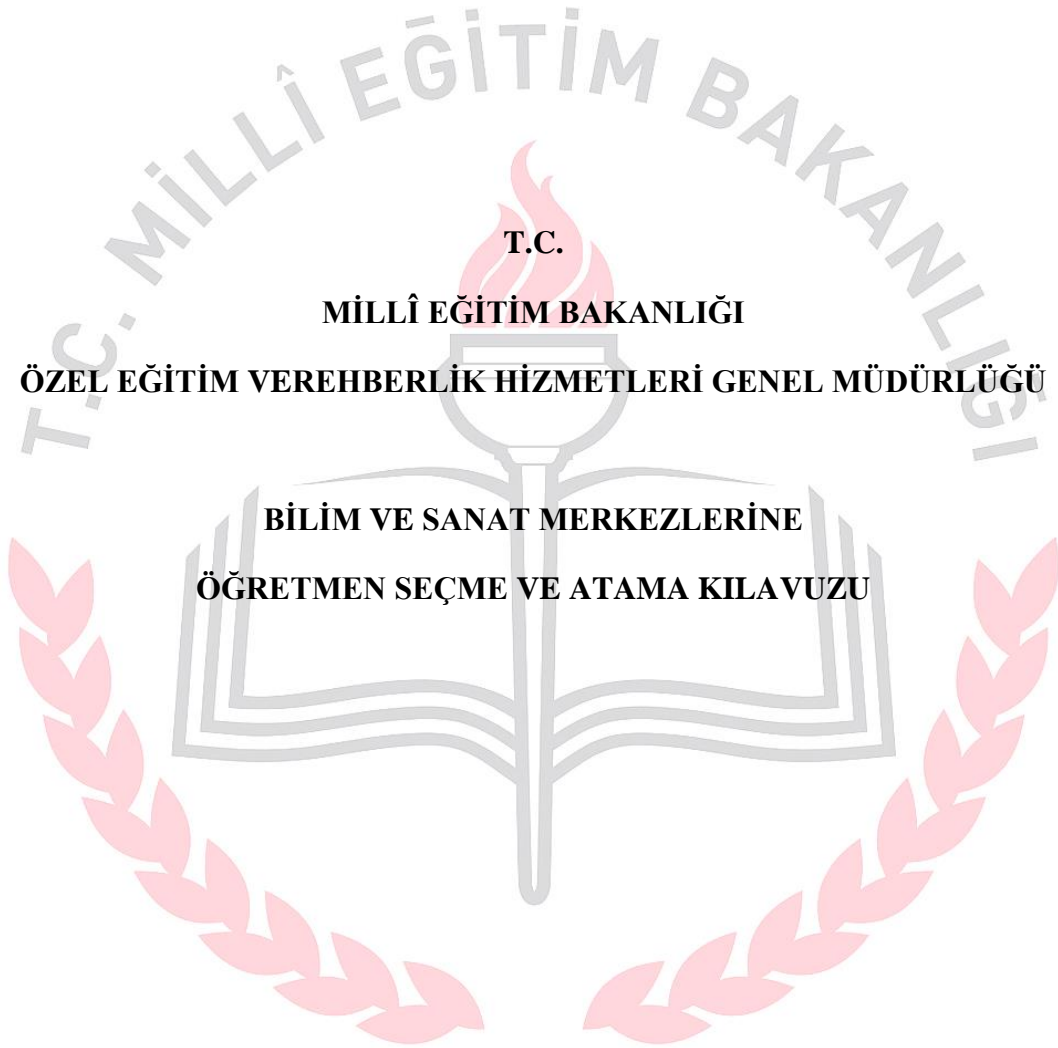 T.C. MİLLÎ EĞİTİM BAKANLIĞI
T.C.
MİLLÎ EĞİTİM BAKANLIĞI
ÖZEL EĞİTİM VEREHBERLİK HİZMETLERİ GENEL MÜDÜRLÜĞÜ
BİLİM VE SANAT MERKEZLERİNE
ÖĞRETMEN SEÇME VE ATAMA KILAVUZU